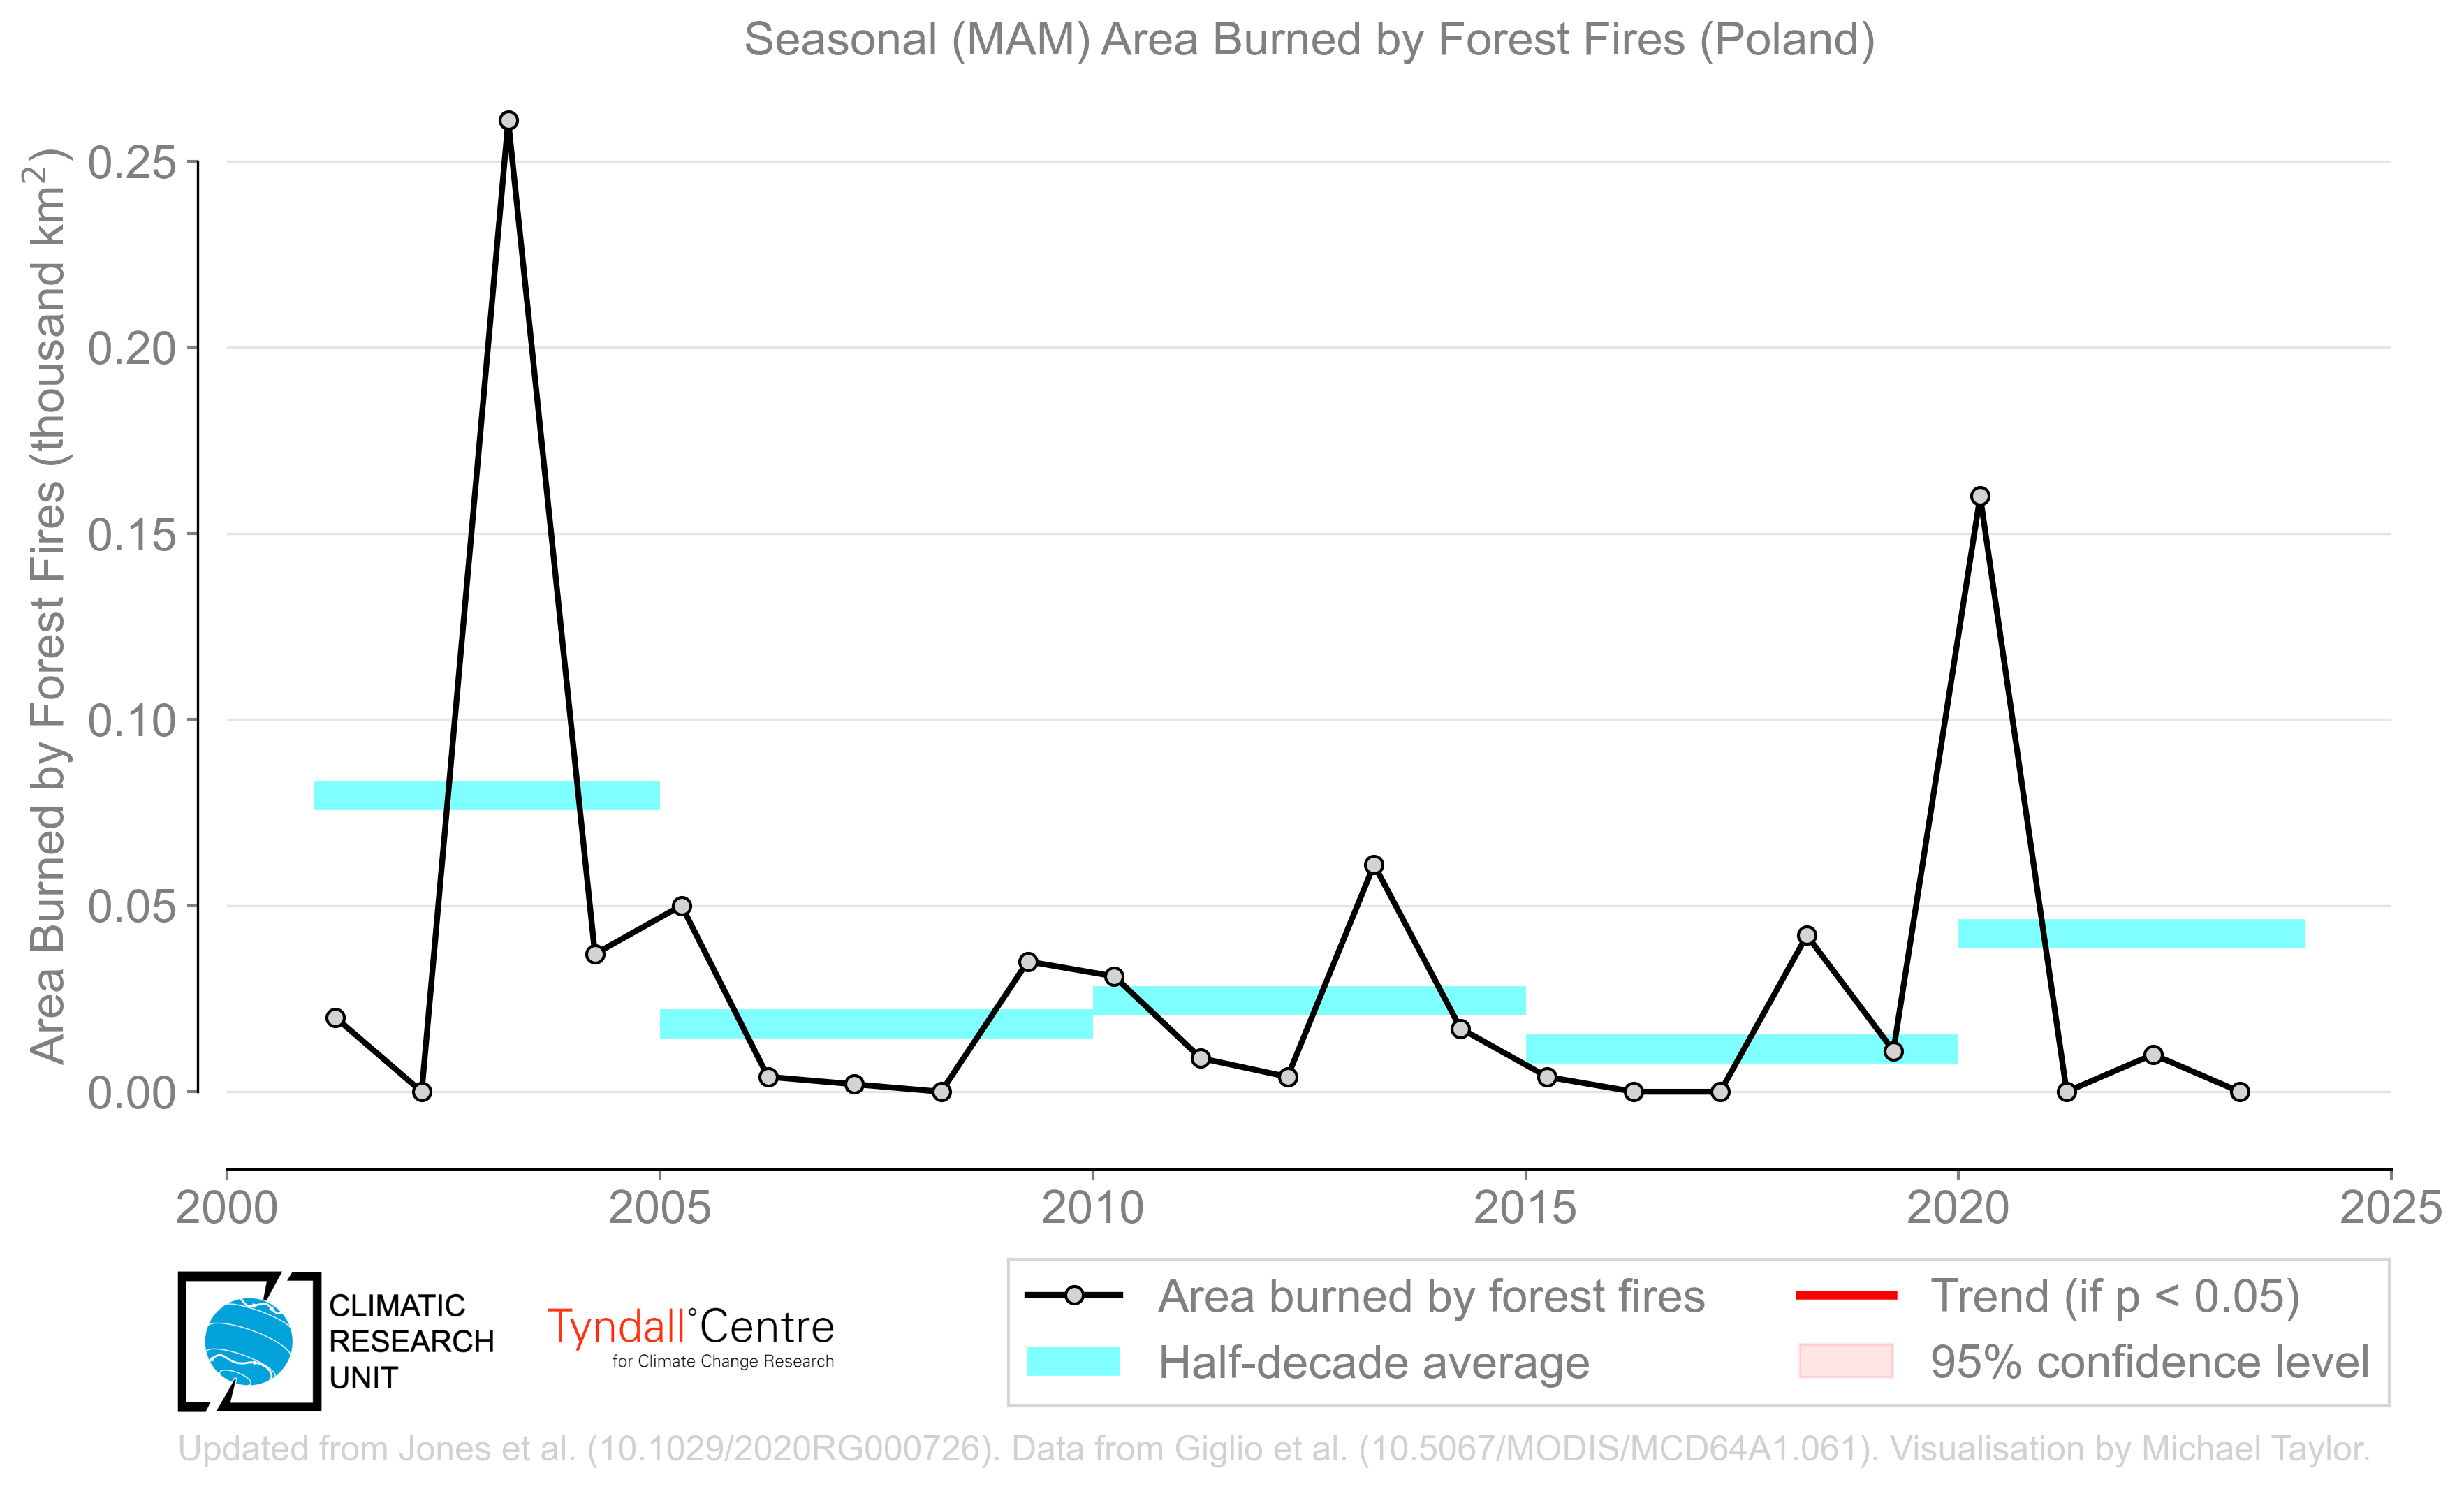 Seasonal (MAM) Area Burned by Forest Fires (Poland)
Area Burned by Forest Fires (thousand km²)
0.25
0.20
0.15
0.10
0.05
0.00
2000 2005 2010 2015 2020 2025
CLIMATIC
RESEARCH
UNIT
Tyndall°Centre
for Climate Change Research
Area burned by forest fires
Half-decade average
Trend (if p < 0.05)
95% confidence level
Updated from Jones et al. (10.1029/2020RG000726). Data from Giglio et al. (10.5067/MODIS/MCD64A1.061). Visualisation by Michael Taylor.